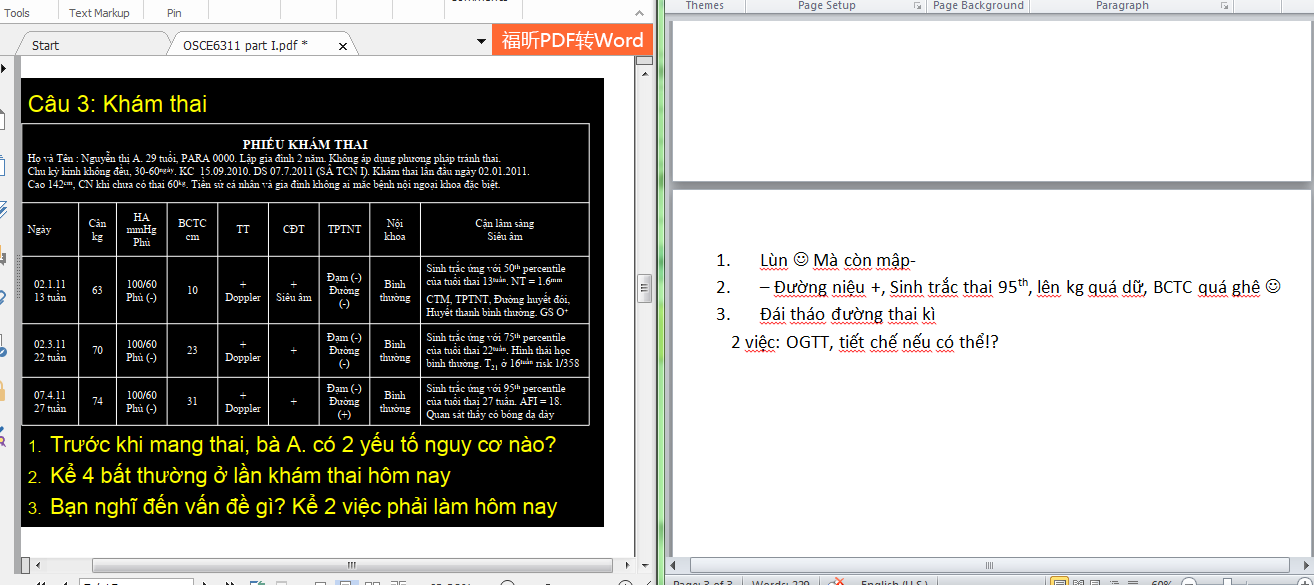 Tools
Text Markup
Pin
Themes
Page Setup
Page Background
Paragraph
Start
OSCE6311 part I.pdf *
福昕PDF转Word
Câu 3: Khám thai
PHIẾU KHÁM THAI
Họ và Tên : Nguyễn thị A. 29 tuổi, PARA 0000. Lập gia đình 2 năm. Không áp dụng phương pháp tránh thai.
Chu kỳ kinh không đều, 30-60ngày. KC 15.09.2010. DS 07.7.2011 (SÂ TCN I). Khám thai lần đầu ngày 02.01.2011.
Cao 142cm, CN khi chưa có thai 60kg. Tiền sử cá nhân và gia đình không ai mắc bệnh nội ngoại khoa đặc biệt.
Ngày
Cân kg
HA mmHg Phù
BCTC cm
TT
CĐT
TPTNT
Nội khoa
Cận lâm sàng
Siêu âm
02.1.11
13 tuần
63
100/60
Phù (-)
10
+
Doppler
+
Siêu âm
Đạm (-)
Đường
(-)
Bình thường
Sinh trắc ứng với 50th percentile
của tuổi thai 13tuần. NT = 1.6mm
CTM, TPTNT, Đường huyết đói,
Huyết thanh bình thường. GS O+
02.3.11
22 tuần
70
100/60
Phù (-)
23
+
Doppler
+
Đạm (-)
Đường
(-)
Bình thường
Sinh trắc ứng với 75th percentile
của tuổi thai 22tuần. Hình thái học
bình thường. T21 ở 16tuần risk 1/358
07.4.11
27 tuần
74
100/60
Phù (-)
31
+
Doppler
+
Đạm (-)
Đường
(+)
Bình thường
Sinh trắc ứng với 95th percentile
của tuổi thai 27 tuần. AFI = 18.
Quan sát thấy có bóng dạ dày
1. Trước khi mang thai, bà A. có 2 yếu tố nguy cơ nào?
2. Kể 4 bất thường ở lần khám thai hôm nay
3. Bạn nghĩ đến vấn đề gì? Kể 2 việc phải làm hôm nay
1. Lùn ☺ Mà còn mập-
2. – Đường niệu +, Sinh trắc thai 95th, lên kg quá dữ, BCTC quá ghê ☺
3. Đái tháo đường thai kì
2 việc: OGTT, tiết chế nếu có thể!?